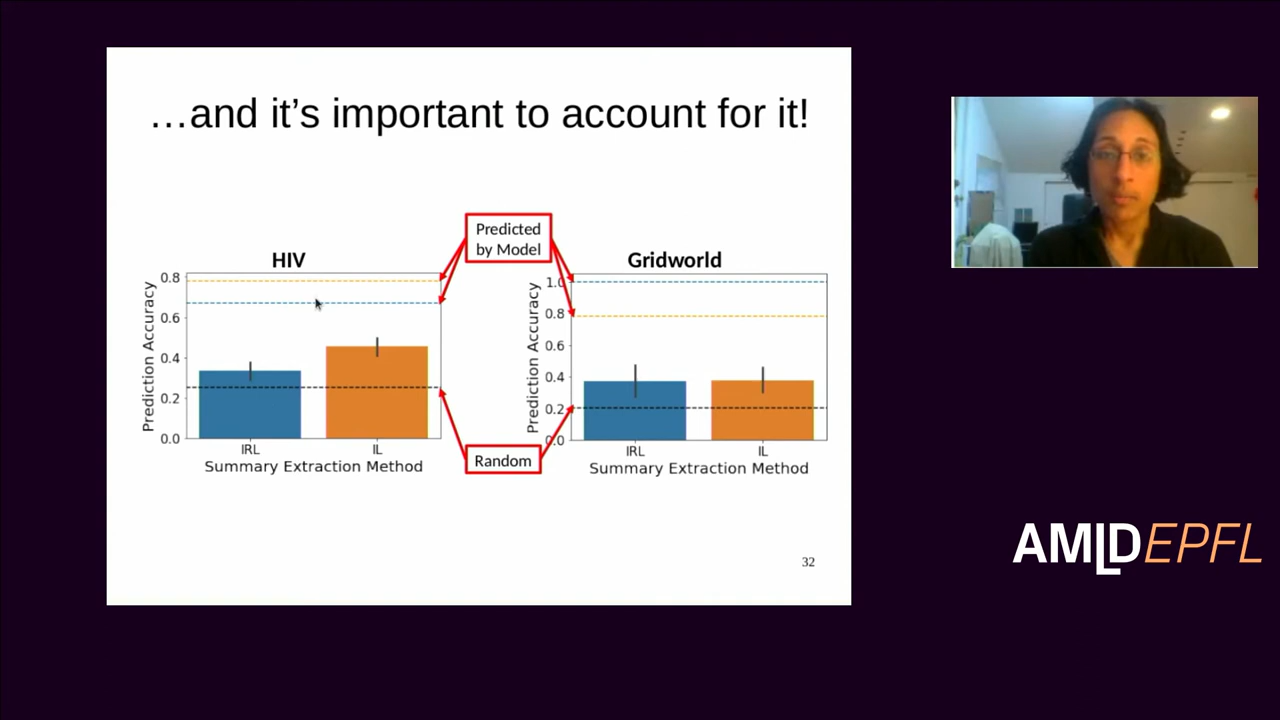 …and it's important to account for it!
Predicted
by Model
HIV
Prediction Accuracy
0.8
0.6
0.4
0.2
0.0
IRL
IL
Summary Extraction Method
Gridworld
Prediction Accuracy
1.0
0.8
0.6
0.4
0.2
0.0
IRL
IL
Summary Extraction Method
Random
32
AMLDEPFL